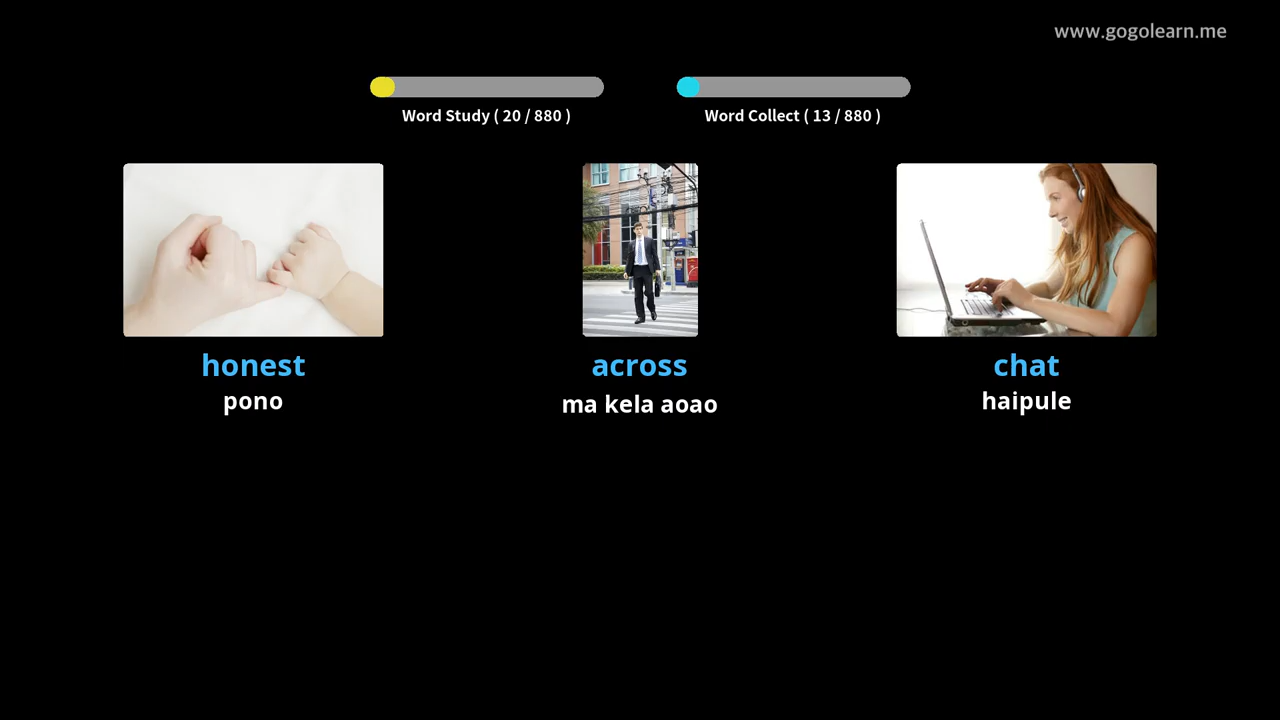 www.gogolearn.me
Word Study ( 20 / 880 )
Word Collect ( 13 / 880 )
honest
pono
across
ma kela aoao
chat
haipule